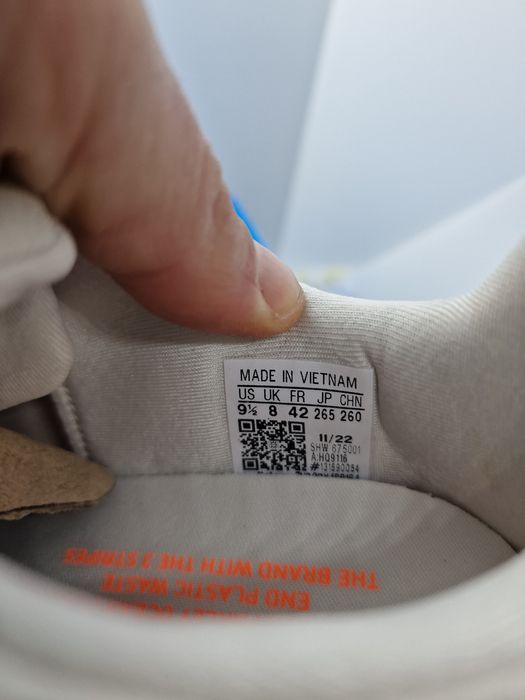 MADE IN VIETNAM
US UK FR JP CHN
9½ 8 42 265 260
11/22
SHW 675001
A:HQ9116
THE BRAND WITH THE 3 STRIPES
END PLASTIC WASTE